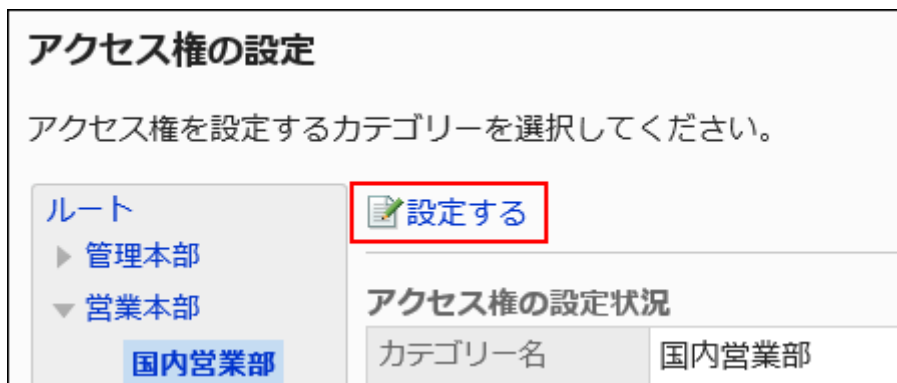 アクセス権の設定
アクセス権を設定するカテゴリーを選択してください。
ルート
設定する
管理本部
営業本部
アクセス権の設定状況
国内営業部
カテゴリー名 国内営業部